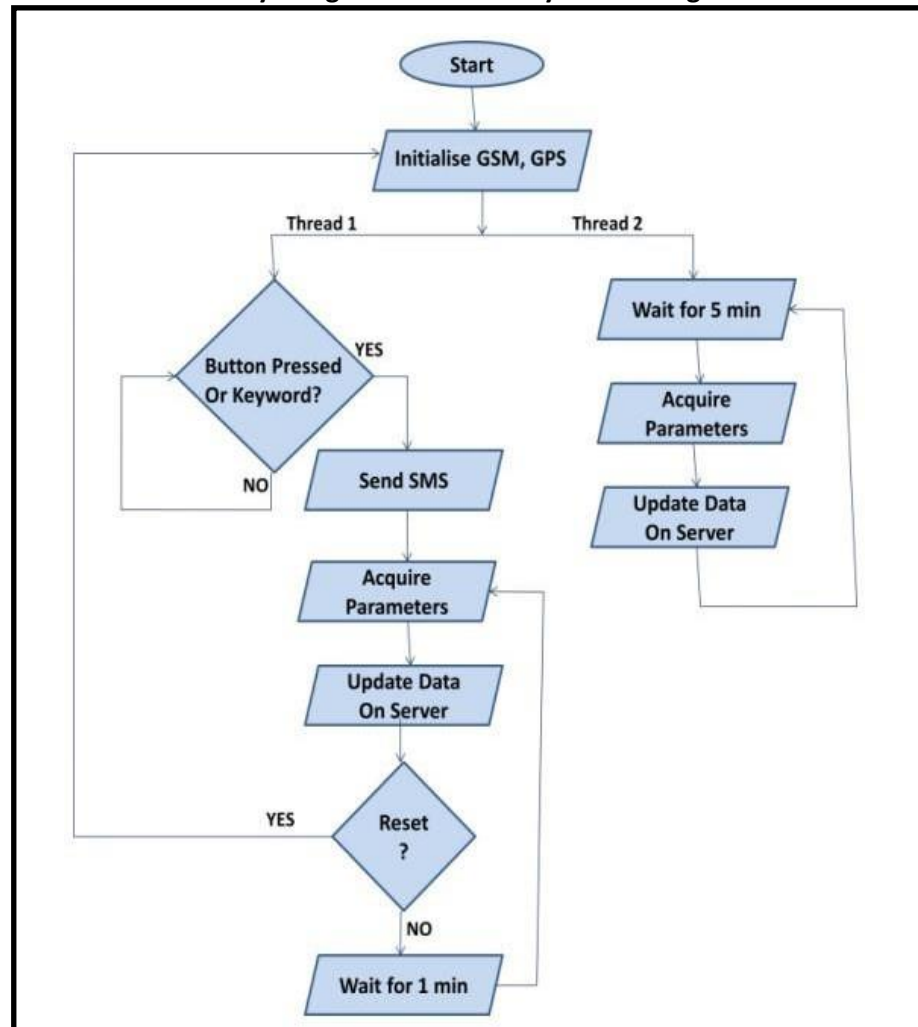 Start
Initialise GSM, GPS
Thread 1
Thread 2
Button Pressed
Or Keyword?
YES
NO
Send SMS
Acquire
Parameters
Update Data
On Server
Reset
?
YES
NO
Wait for 1 min
Wait for 5 min
Acquire
Parameters
Update Data
On Server